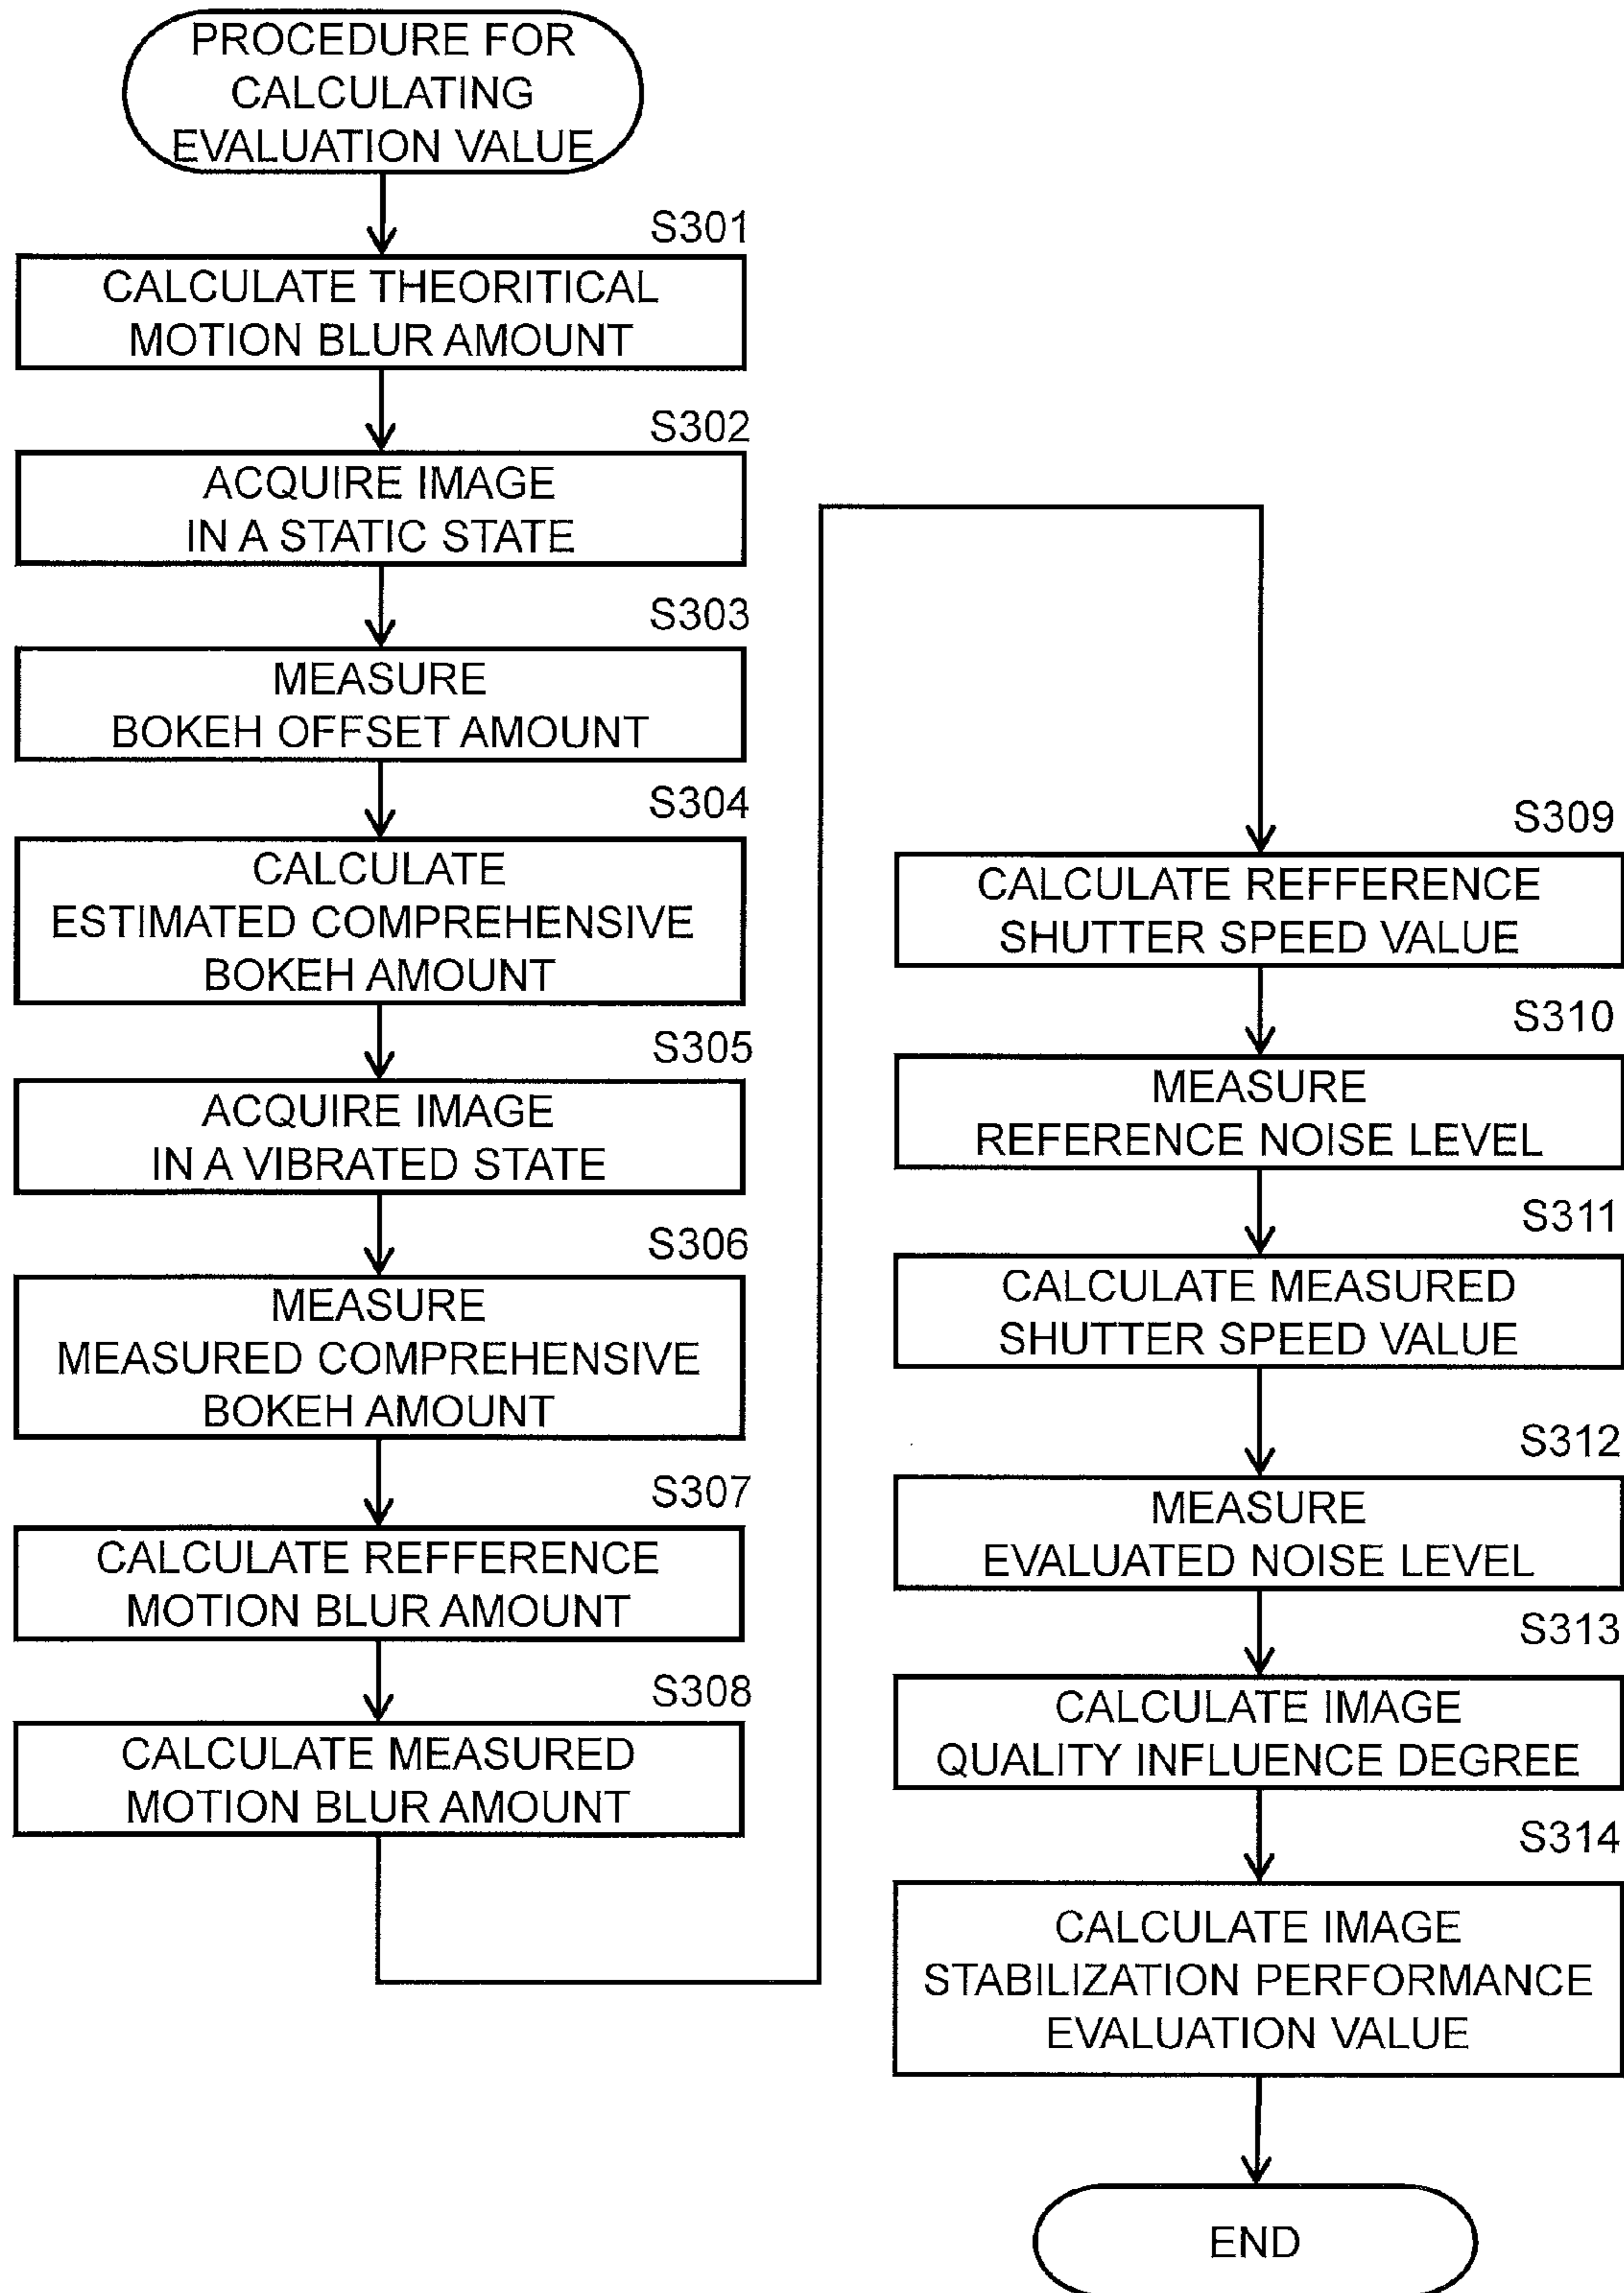 PROCEDURE FOR
CALCULATING
EVALUATION VALUE
S301
CALCULATE THEORITICAL
MOTION BLUR AMOUNT
S302
ACQUIRE IMAGE
IN A STATIC STATE
S303
MEASURE
BOKEH OFFSET AMOUNT
S304
CALCULATE
ESTIMATED COMPREHENSIVE
BOKEH AMOUNT
S305
ACQUIRE IMAGE
IN A VIBRATED STATE
S306
MEASURE
MEASURED COMPREHENSIVE
BOKEH AMOUNT
S307
CALCULATE REFFERENCE
MOTION BLUR AMOUNT
S308
CALCULATE MEASURED
MOTION BLUR AMOUNT
S309
CALCULATE REFFERENCE
SHUTTER SPEED VALUE
S310
MEASURE
REFERENCE NOISE LEVEL
S311
CALCULATE MEASURED
SHUTTER SPEED VALUE
S312
MEASURE
EVALUATED NOISE LEVEL
S313
CALCULATE IMAGE
QUALITY INFLUENCE DEGREE
S314
CALCULATE IMAGE
STABILIZATION PERFORMANCE
EVALUATION VALUE
END